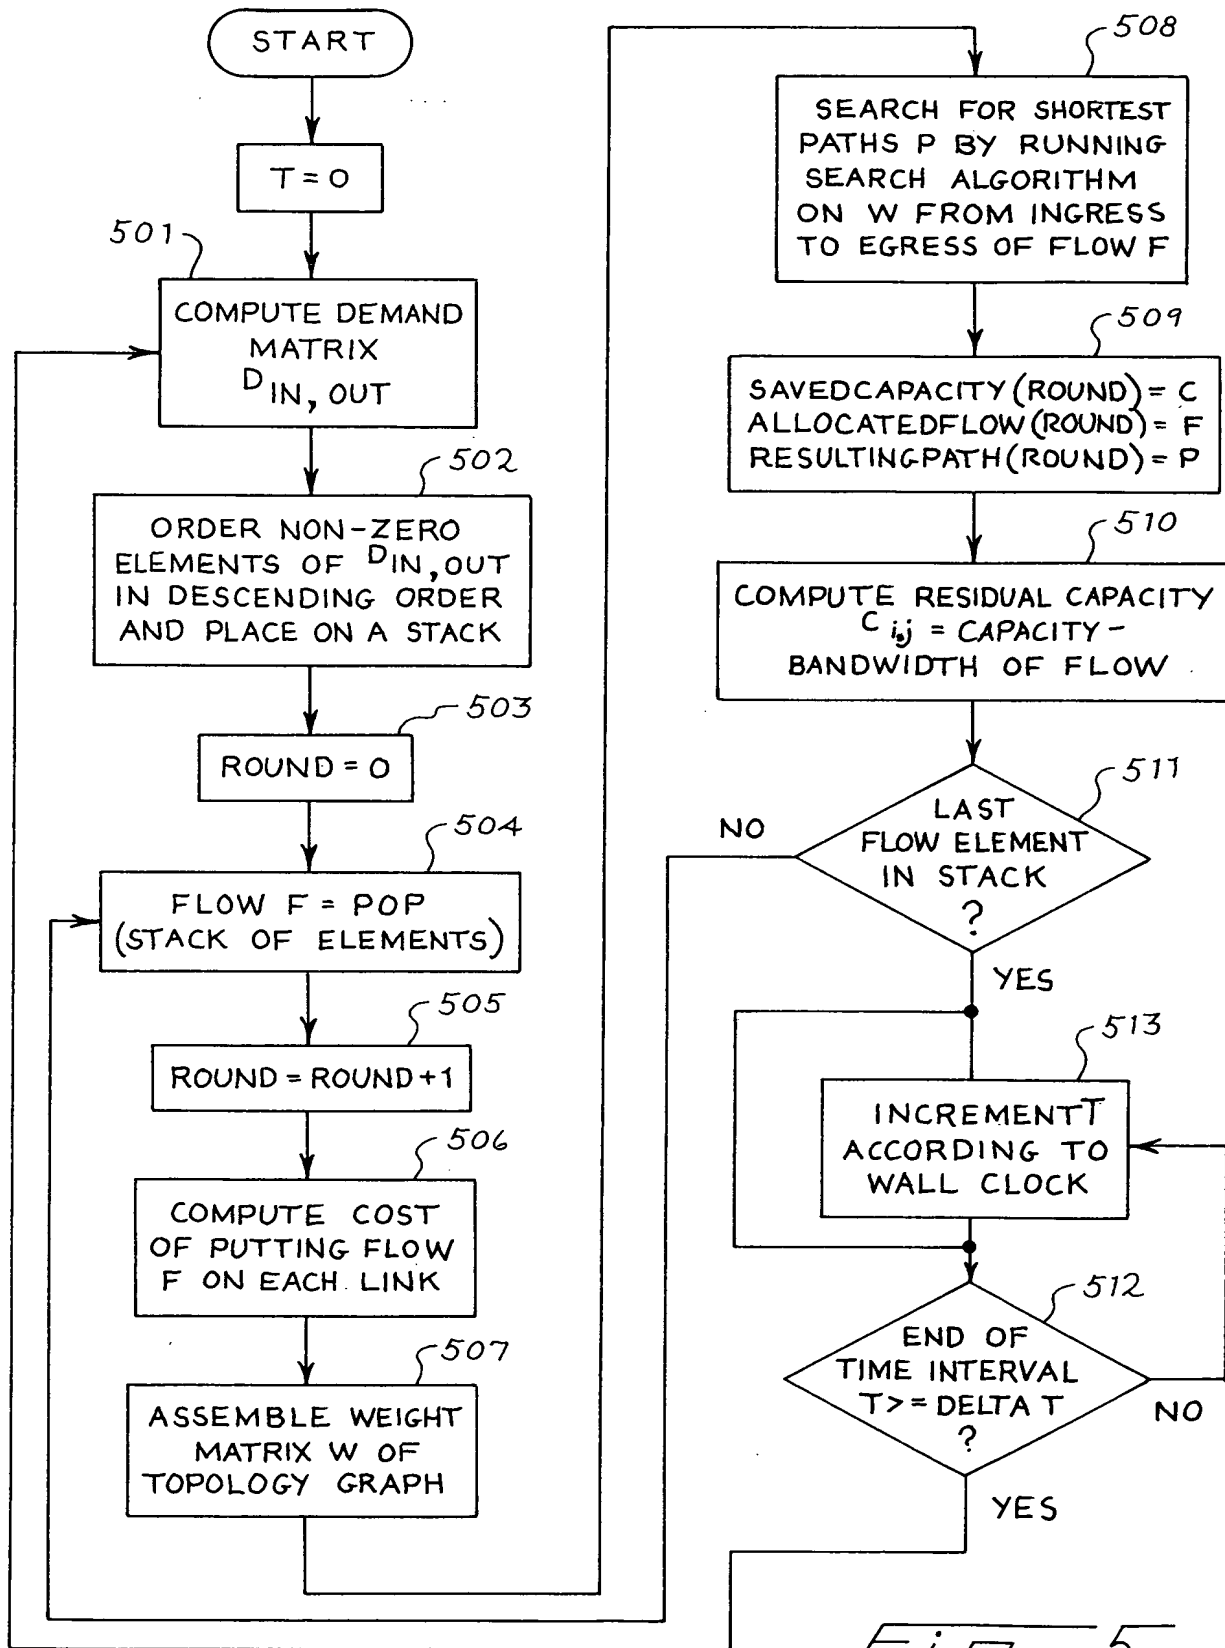 START
T = 0
501
COMPUTE DEMAND
MATRIX
D IN, OUT
502
ORDER NON-ZERO
ELEMENTS OF D IN, OUT
IN DESCENDING ORDER
AND PLACE ON A STACK
503
ROUND = 0
504
FLOW F = POP
(STACK OF ELEMENTS)
505
ROUND = ROUND + 1
506
COMPUTE COST
OF PUTTING FLOW
F ON EACH LINK
507
ASSEMBLE WEIGHT
MATRIX W OF
TOPOLOGY GRAPH
508
SEARCH FOR SHORTEST
PATHS P BY RUNNING
SEARCH ALGORITHM
ON W FROM INGRESS
TO EGRESS OF FLOW F
509
SAVEDCAPACITY (ROUND) = C
ALLOCATEDFLOW (ROUND) = F
RESULTINGPATH (ROUND) = P
510
COMPUTE RESIDUAL CAPACITY
C i,j = CAPACITY -
BANDWIDTH OF FLOW
511
LAST
FLOW ELEMENT
IN STACK
?
NO
YES
513
INCREMENT T
ACCORDING TO
WALL CLOCK
512
END OF
TIME INTERVAL
T >= DELTA T
?
NO
YES
Fig. 5